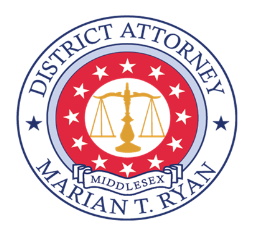 DISTRICT ATTORNEY
MIDDLESEX
MARIAN T. RYAN